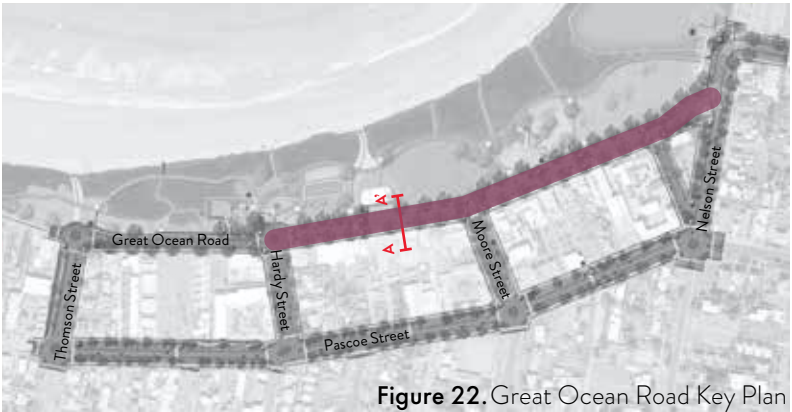 Great Ocean Road
Thomson Street
Hardy Street
A'
A
Moore Street
Nelson Street
Pascoe Street
Figure 22. Great Ocean Road Key Plan